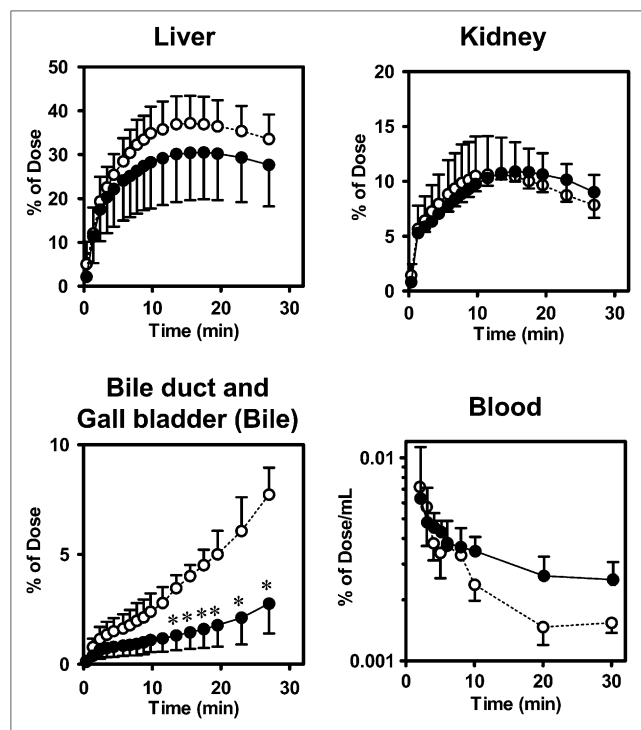 Liver
% of Dose
50
40
30
20
10
0
0 10 20 30
Time (min)
Kidney
% of Dose
20
15
10
5
0
0 10 20 30
Time (min)
Bile duct and
Gall bladder (Bile)
% of Dose
10
5
0
******
0 10 20 30
Time (min)
Blood
% of Dose/mL
0.01
0.001
0 10 20 30
Time (min)